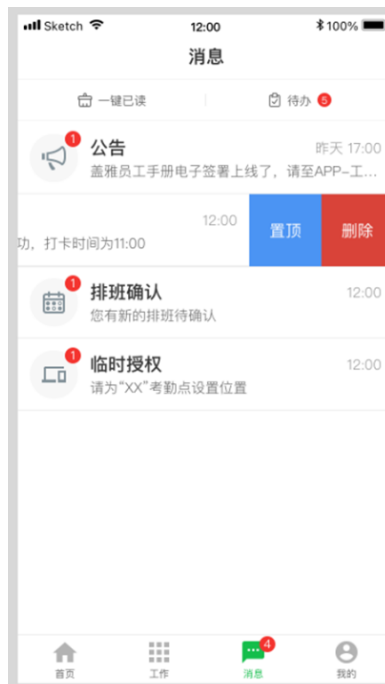 Sketch 12:00 100%
消息
一键已读 待办 5
1
公告 昨天 17:00
盖雅员工手册电子签署上线了，请至APP-工...
12:00
功，打卡时间为11:00
置顶 删除
1
排班确认 12:00
您有新的排班待确认
1
临时授权 12:00
请为“XX”考勤点设置位置
4
首页 工作 消息 我的